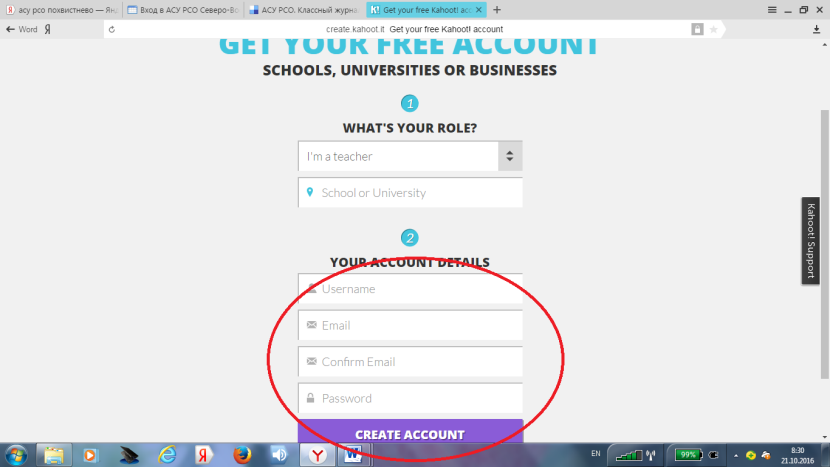 асу рсо похвистнево — Янд
Вход в АСУ РСО Северо-Во
АСУ РСО. Классный журна
Get your free Kahoot! acc
Word
create.kahoot.it Get your free Kahoot! account
GET YOUR FREE ACCOUNT
SCHOOLS, UNIVERSITIES OR BUSINESSES
1
WHAT'S YOUR ROLE?
I'm a teacher
School or University
Kahoot! Support
2
YOUR ACCOUNT DETAILS
Username
Email
Confirm Email
Password
CREATE ACCOUNT
EN
99%
8:30
21.10.2016